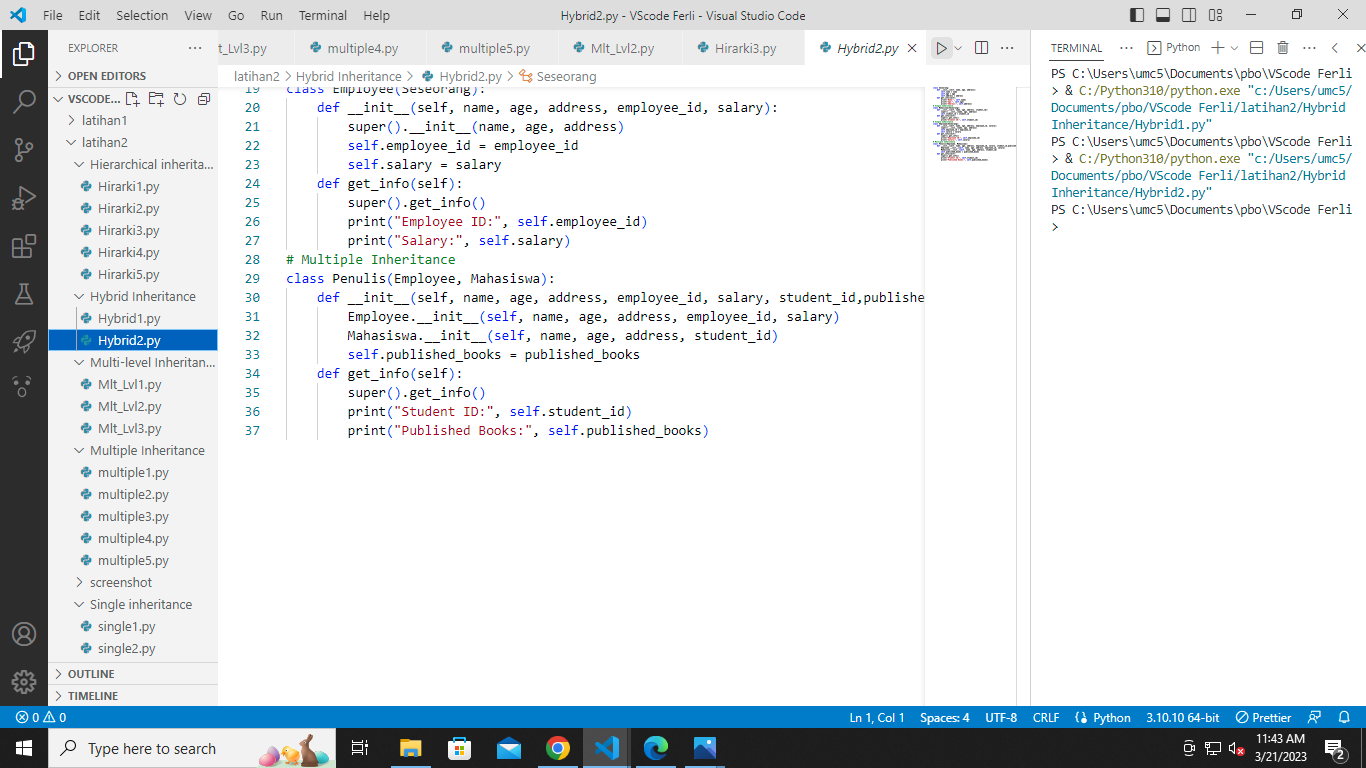 File Edit Selection View Go Run Terminal Help
Hybrid2.py - VScode Ferli - Visual Studio Code
EXPLORER
OPEN EDITORS
VSCODE...
latihan1
latihan2
Hierarchical inherita...
Hirarki1.py
Hirarki2.py
Hirarki3.py
Hirarki4.py
Hirarki5.py
Hybrid Inheritance
Hybrid1.py
Hybrid2.py
Multi-level Inheritan...
Mlt_Lvl1.py
Mlt_Lvl2.py
Mlt_Lvl3.py
Multiple Inheritance
multiple1.py
multiple2.py
multiple3.py
multiple4.py
multiple5.py
screenshot
Single inheritance
single1.py
single2.py
OUTLINE
TIMELINE
t_Lvl3.py multiple4.py multiple5.py Mlt_Lvl2.py Hirarki3.py Hybrid2.py
latihan2 > Hybrid Inheritance > Hybrid2.py > Seseorang
19 class Employee(Seseorang):
20 def __init__(self, name, age, address, employee_id, salary):
21 super().__init__(name, age, address)
22 self.employee_id = employee_id
23 self.salary = salary
24 def get_info(self):
25 super().get_info()
26 print("Employee ID:", self.employee_id)
27 print("Salary:", self.salary)
28 # Multiple Inheritance
29 class Penulis(Employee, Mahasiswa):
30 def __init__(self, name, age, address, employee_id, salary, student_id,publishe
31 Employee.__init__(self, name, age, address, employee_id, salary)
32 Mahasiswa.__init__(self, name, age, address, student_id)
33 self.published_books = published_books
34 def get_info(self):
35 super().get_info()
36 print("Student ID:", self.student_id)
37 print("Published Books:", self.published_books)
TERMINAL
Python
PS C:\Users\umc5\Documents\pbo\VScode Ferli
> & C:/Python310/python.exe "c:/Users/umc5/
Documents/pbo/VScode Ferli/latihan2/Hybrid
Inheritance/Hybrid1.py"
PS C:\Users\umc5\Documents\pbo\VScode Ferli
> & C:/Python310/python.exe "c:/Users/umc5/
Documents/pbo/VScode Ferli/latihan2/Hybrid
Inheritance/Hybrid2.py"
PS C:\Users\umc5\Documents\pbo\VScode Ferli
>
0 0
Ln 1, Col 1 Spaces: 4 UTF-8 CRLF Python 3.10.10 64-bit Prettier
Type here to search
11:43 AM
3/21/2023
2